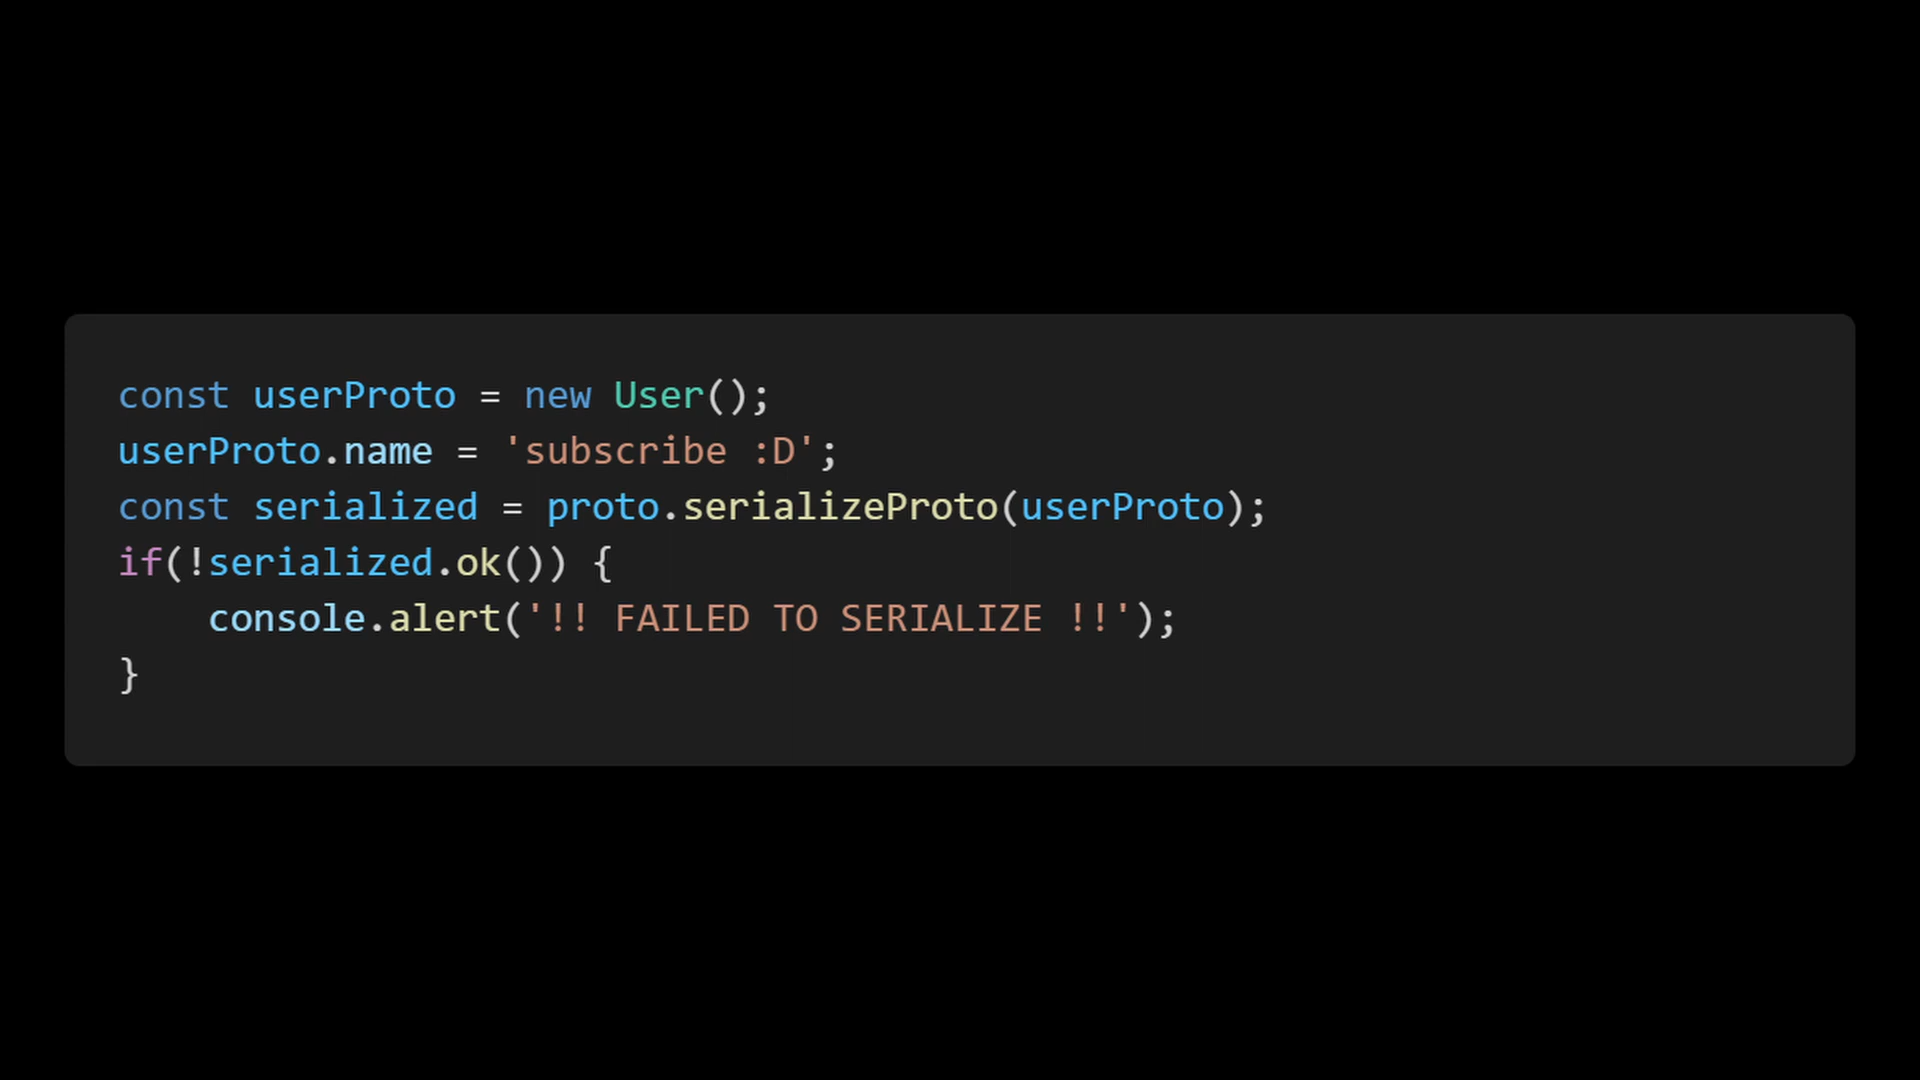 const userProto = new User();
userProto.name = 'subscribe :D';
const serialized = proto.serializeProto(userProto);
if(!serialized.ok()) {
    console.alert('!! FAILED TO SERIALIZE !!');
}